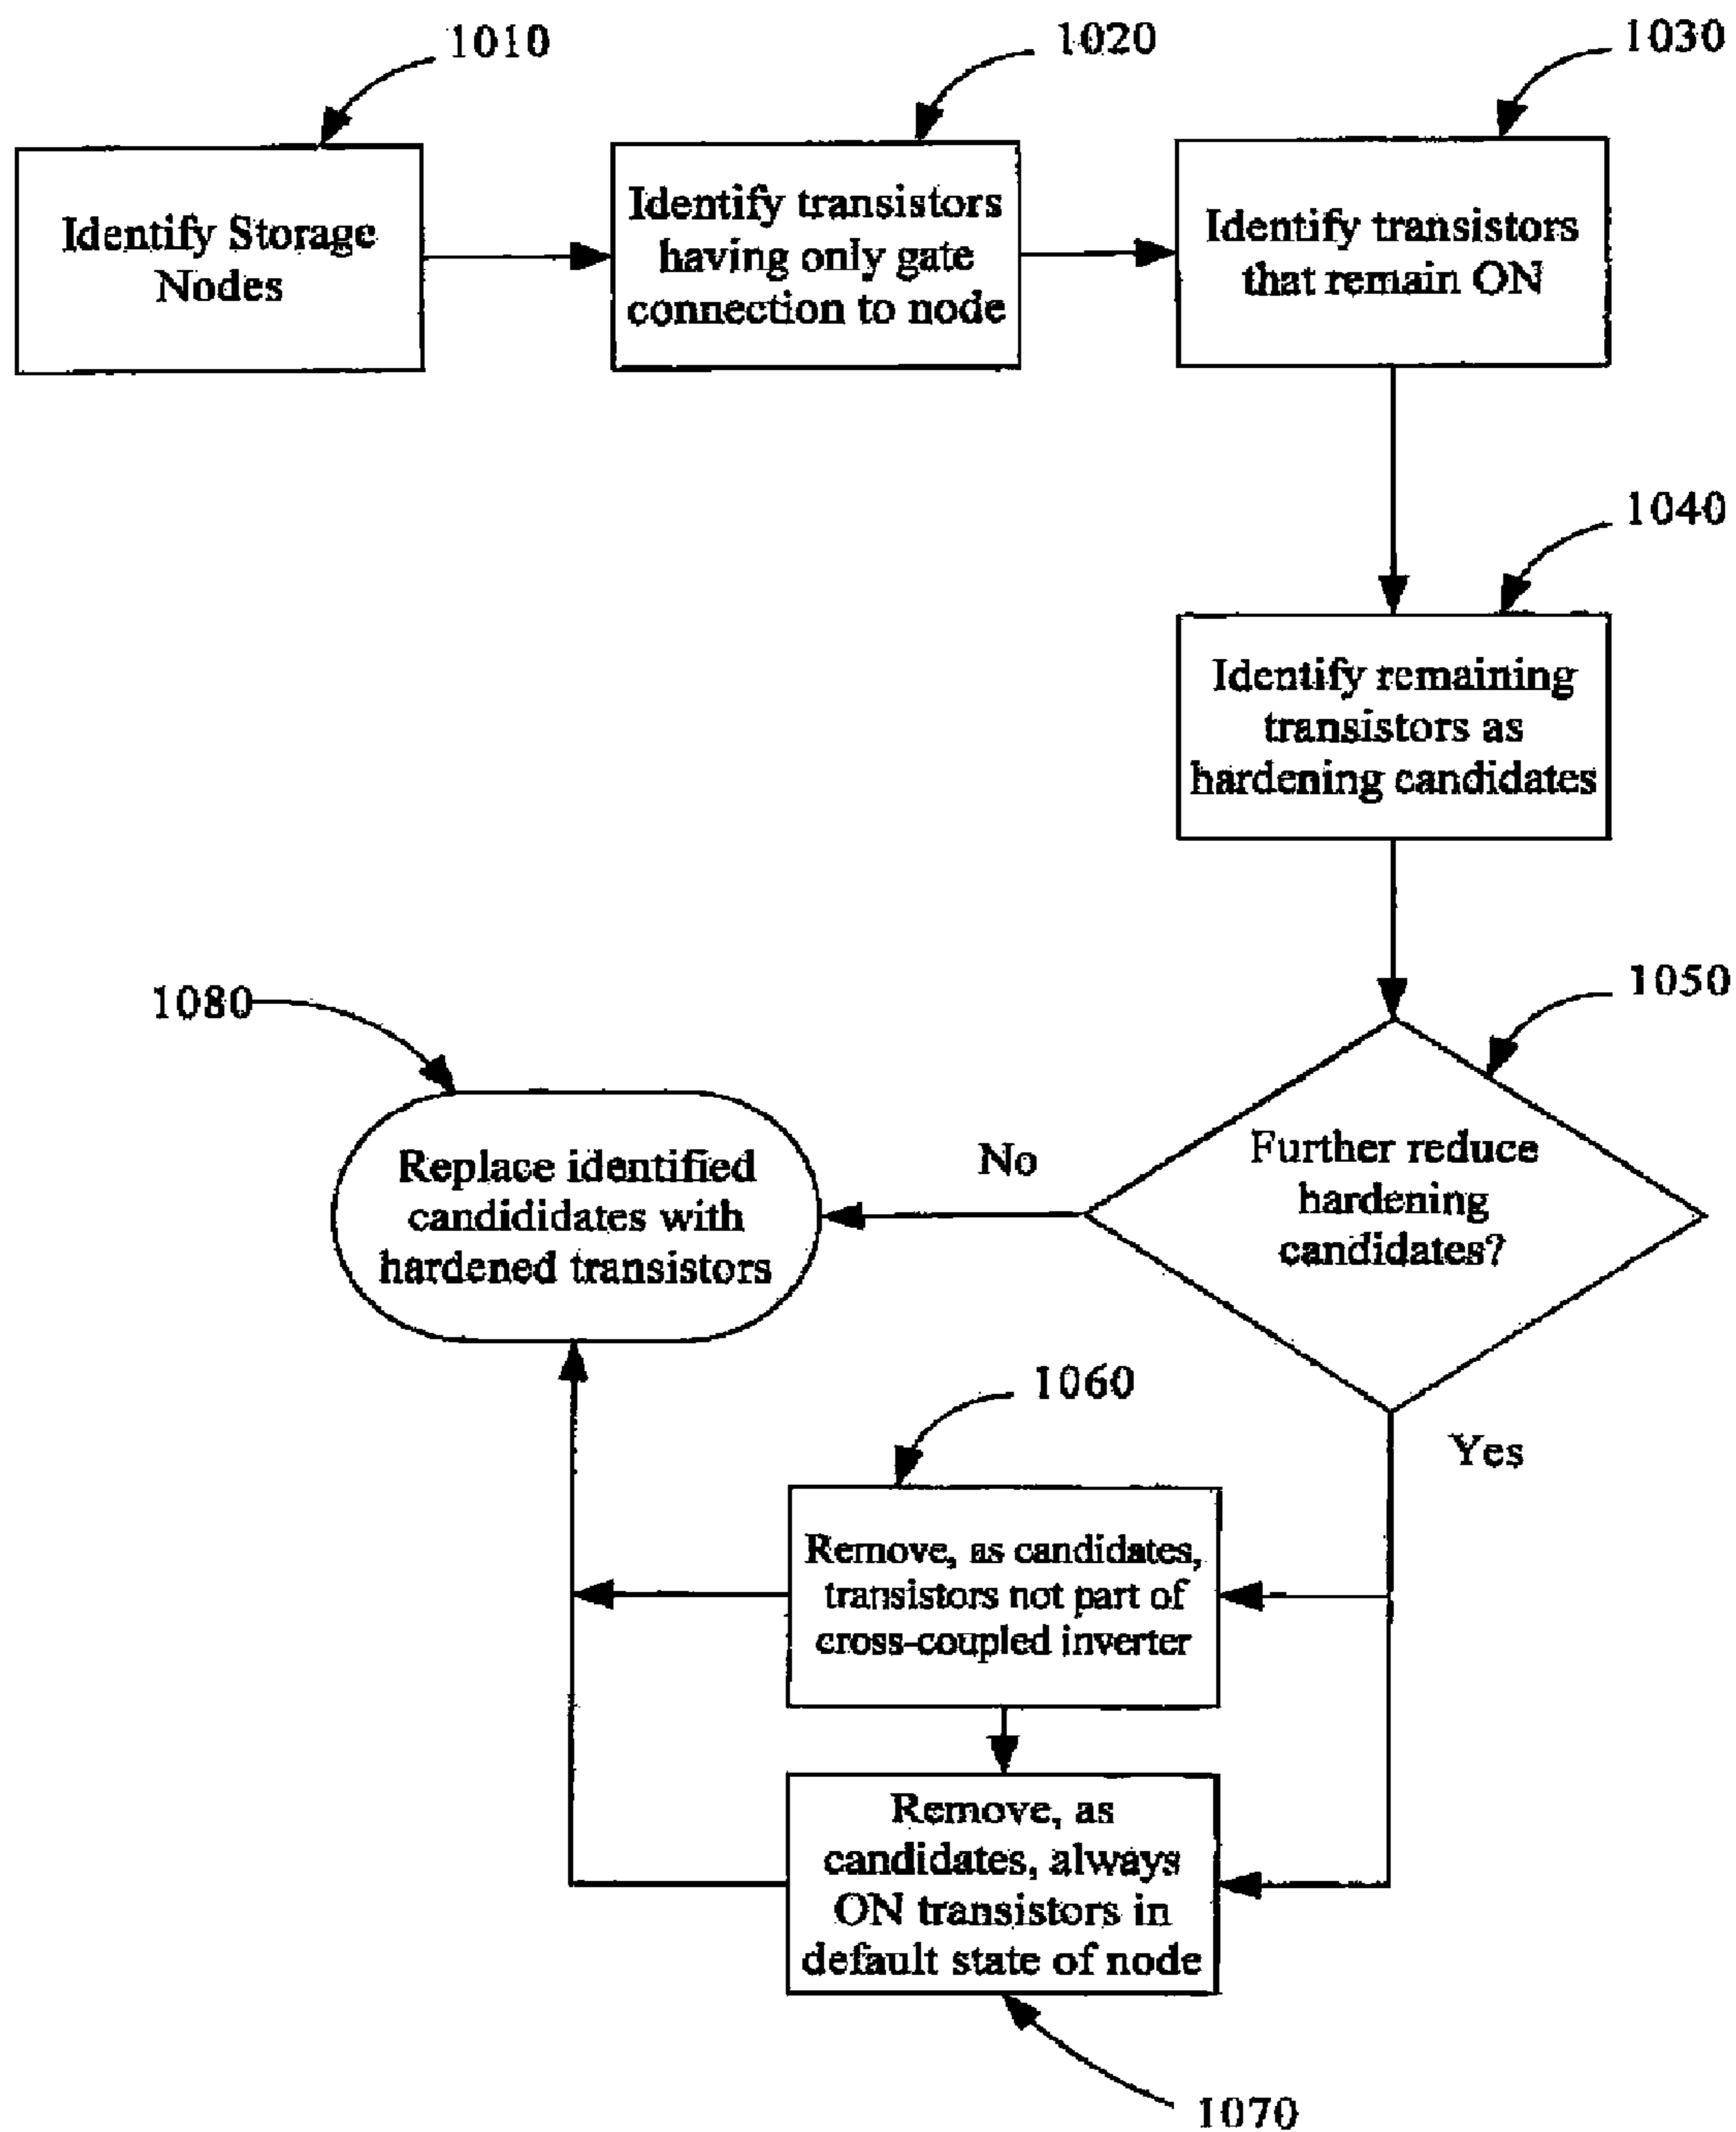 1010
1020
1030
Identify Storage
Nodes
Identify transistors
having only gate
connection to node
Identify transistors
that remain ON
1040
Identify remaining
transistors as
hardening candidates
1050
1080
Further reduce
hardening
candidates?
No
Replace identified
candididates with
hardened transistors
1060
Yes
Remove, as candidates,
transistors not part of
cross-coupled inverter
Remove, as
candidates, always
ON transistors in
default state of node
1070